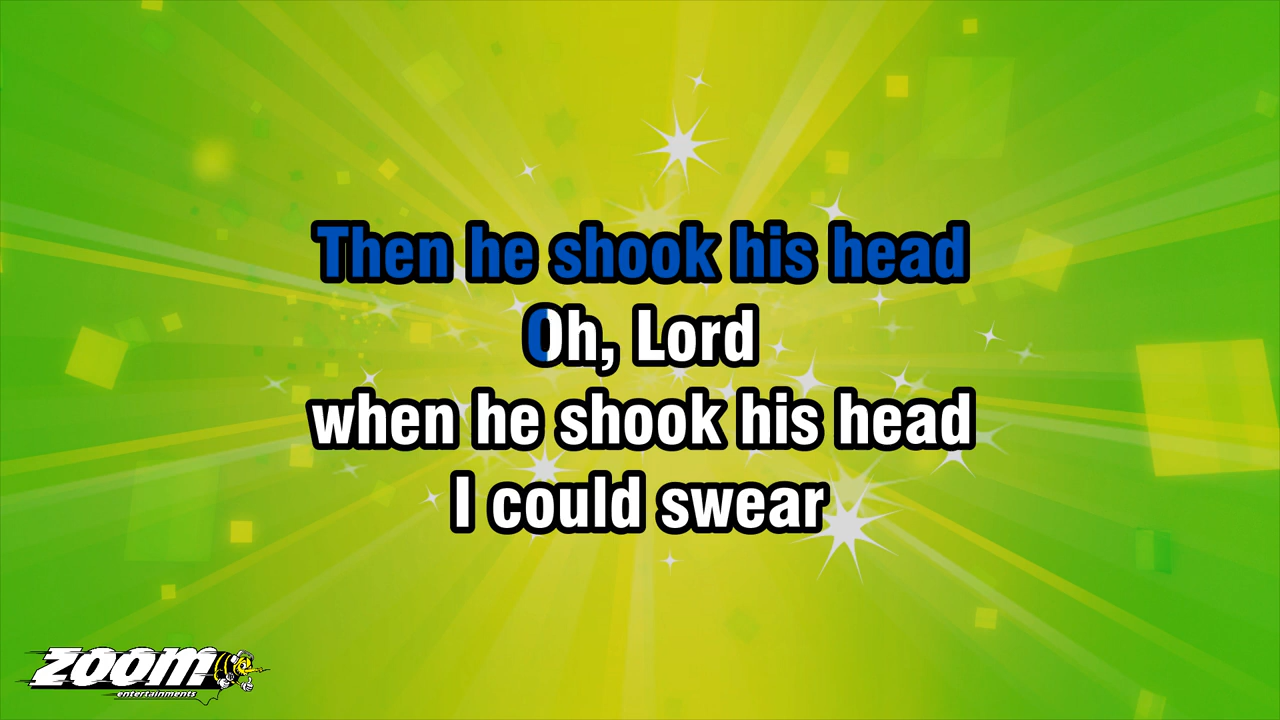 Then he shook his head
Oh, Lord
when he shook his head
I could swear
zoom
entertainments